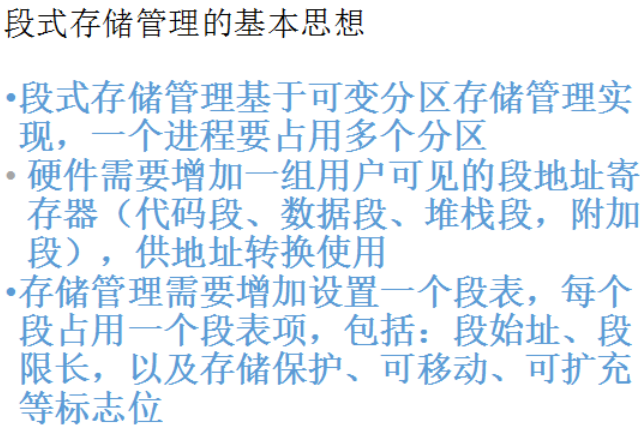 段式存储管理的基本思想
•段式存储管理基于可变分区存储管理实
现，一个进程要占用多个分区
•硬件需要增加一组用户可见的段地址寄
存器（代码段、数据段、堆栈段，附加
段），供地址转换使用
•存储管理需要增加设置一个段表，每个
段占用一个段表项，包括：段始址、段
限长，以及存储保护、可移动、可扩充
等标志位